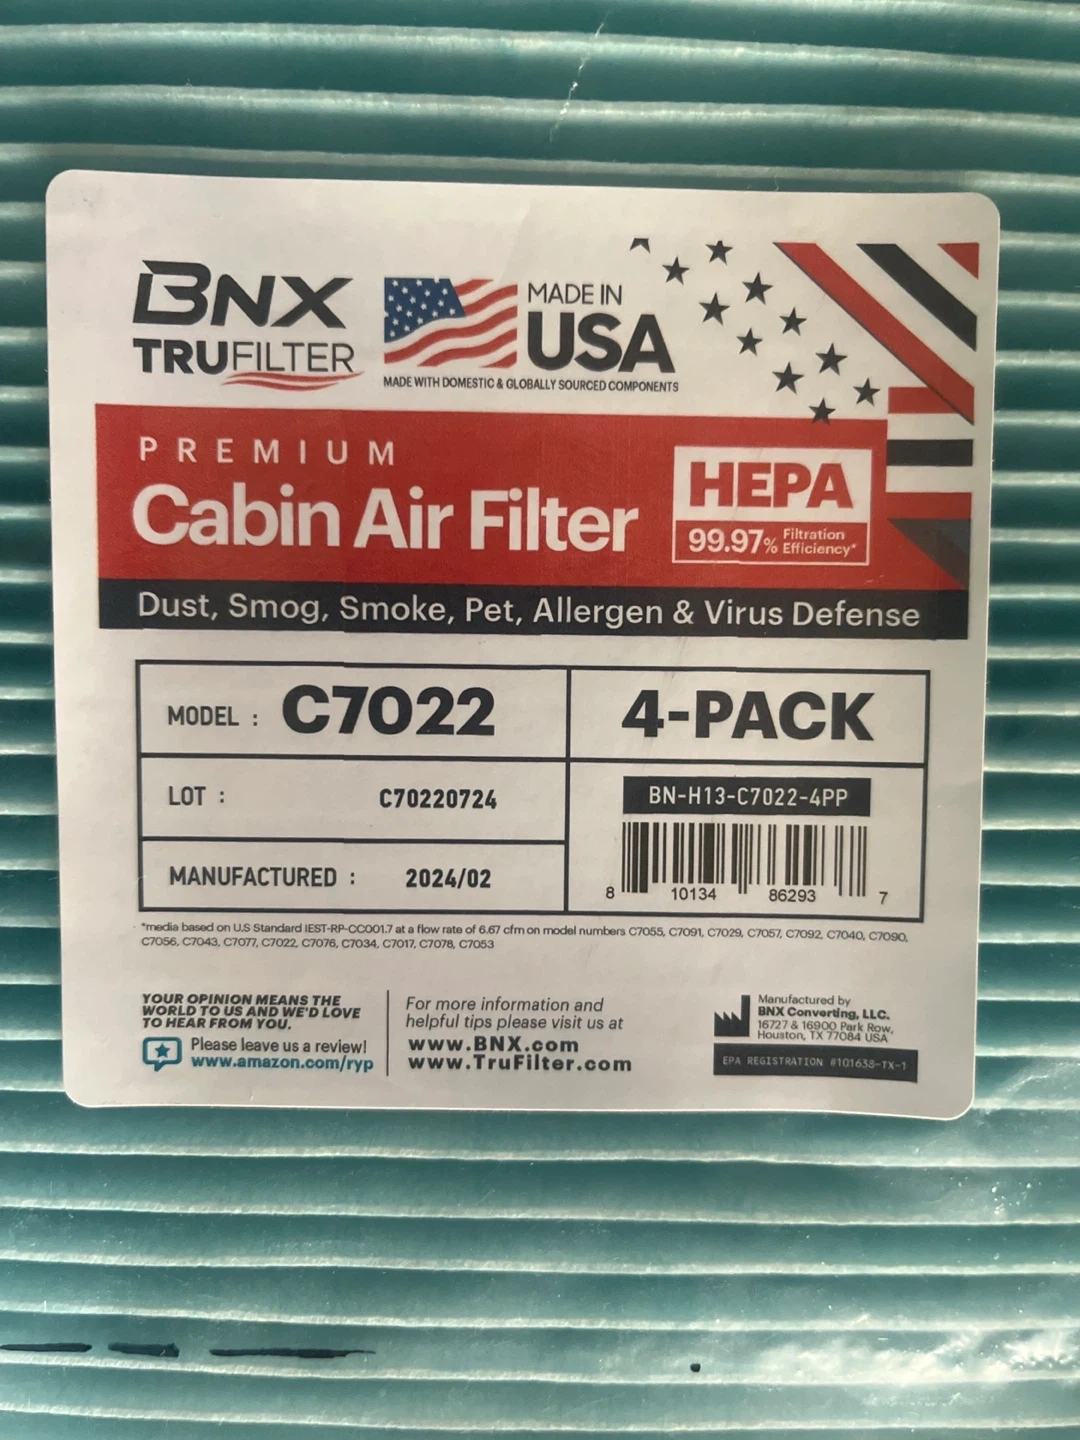 BNX
TRUFILTER
MADE IN
USA
MADE WITH DOMESTIC & GLOBALLY SOURCED COMPONENTS
PREMIUM
Cabin Air Filter
HEPA
99.97% Filtration Efficiency*
Dust, Smog, Smoke, Pet, Allergen & Virus Defense
MODEL : C7022
4-PACK
LOT : C70220724
BN-H13-C7022-4PP
MANUFACTURED : 2024/02
8 10134 86293 7
*media based on U.S Standard IEST-RP-CC001.7 at a flow rate of 6.67 cfm on model numbers C7055, C7091, C7029, C7057, C7092, C7040, C7090,
C7056, C7043, C7077, C7022, C7076, C7034, C7017, C7078, C7053
YOUR OPINION MEANS THE
WORLD TO US AND WE'D LOVE
TO HEAR FROM YOU.
Please leave us a review!
www.amazon.com/ryp
For more information and
helpful tips please visit us at
www.BNX.com
www.TruFilter.com
Manufactured by
BNX Converting, LLC.
16727 & 16900 Park Row,
Houston, TX 77084 USA
EPA REGISTRATION #101638-TX-1